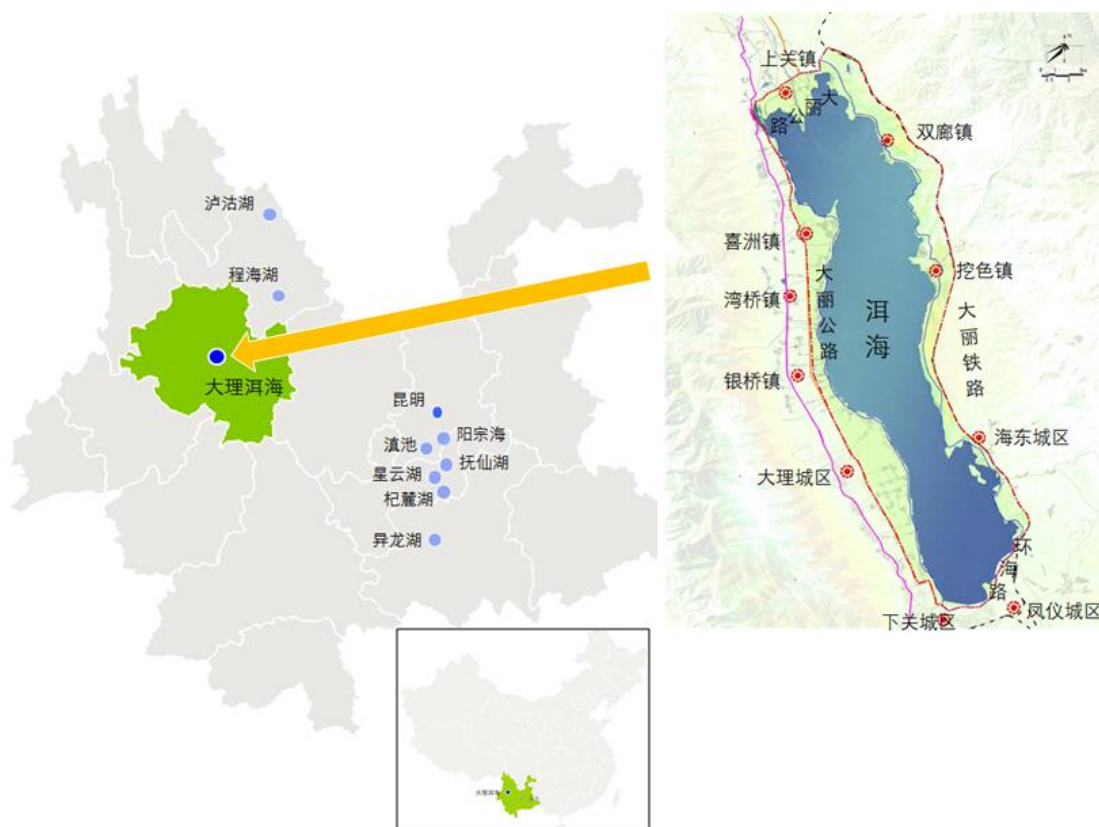 泸沽湖
程海湖
大理洱海
昆明
滇池
阳宗海
抚仙湖
星云湖
杞麓湖
异龙湖
上关镇
大丽公路
双廊镇
喜洲镇
挖色镇
湾桥镇
大丽公路
洱海
大丽铁路
银桥镇
海东城区
大理城区
环海路
下关城区
凤仪城区
大理洱海